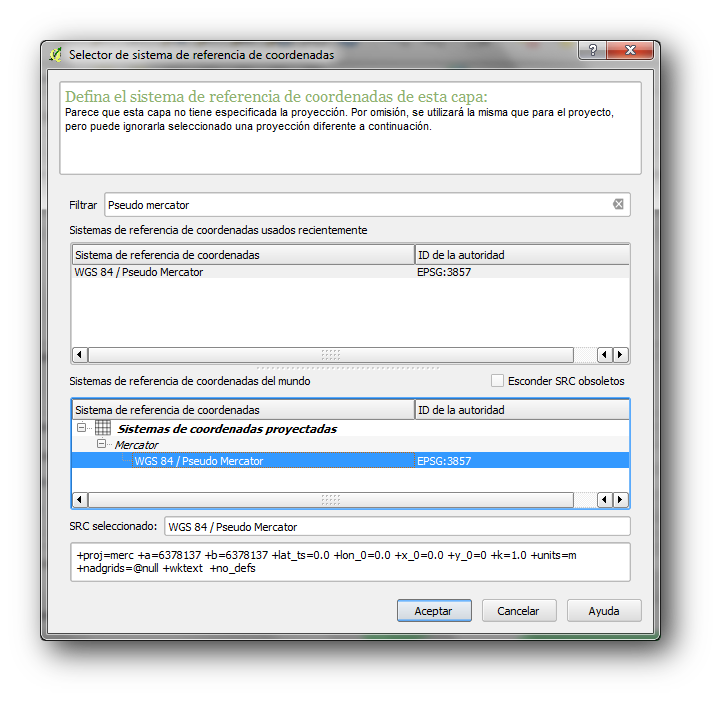 Selector de sistema de referencia de coordenadas
?
Defina el sistema de referencia de coordenadas de esta capa:
Parece que esta capa no tiene especificada la proyección. Por omisión, se utilizará la misma que para el proyecto,
pero puede ignorarla seleccionado una proyección diferente a continuación.
Filtrar Pseudo mercator
Sistemas de referencia de coordenadas usados recientemente
Sistema de referencia de coordenadas ID de la autoridad
WGS 84 / Pseudo Mercator EPSG:3857
Sistemas de referencia de coordenadas del mundo Esconder SRC obsoletos
Sistema de referencia de coordenadas ID de la autoridad
Sistemas de coordenadas proyectadas
Mercator
WGS 84 / Pseudo Mercator EPSG:3857
SRC seleccionado: WGS 84 / Pseudo Mercator
+proj=merc +a=6378137 +b=6378137 +lat_ts=0.0 +lon_0=0.0 +x_0=0.0 +y_0=0 +k=1.0 +units=m
+nadgrids=@null +wktext +no_defs
Aceptar Cancelar Ayuda